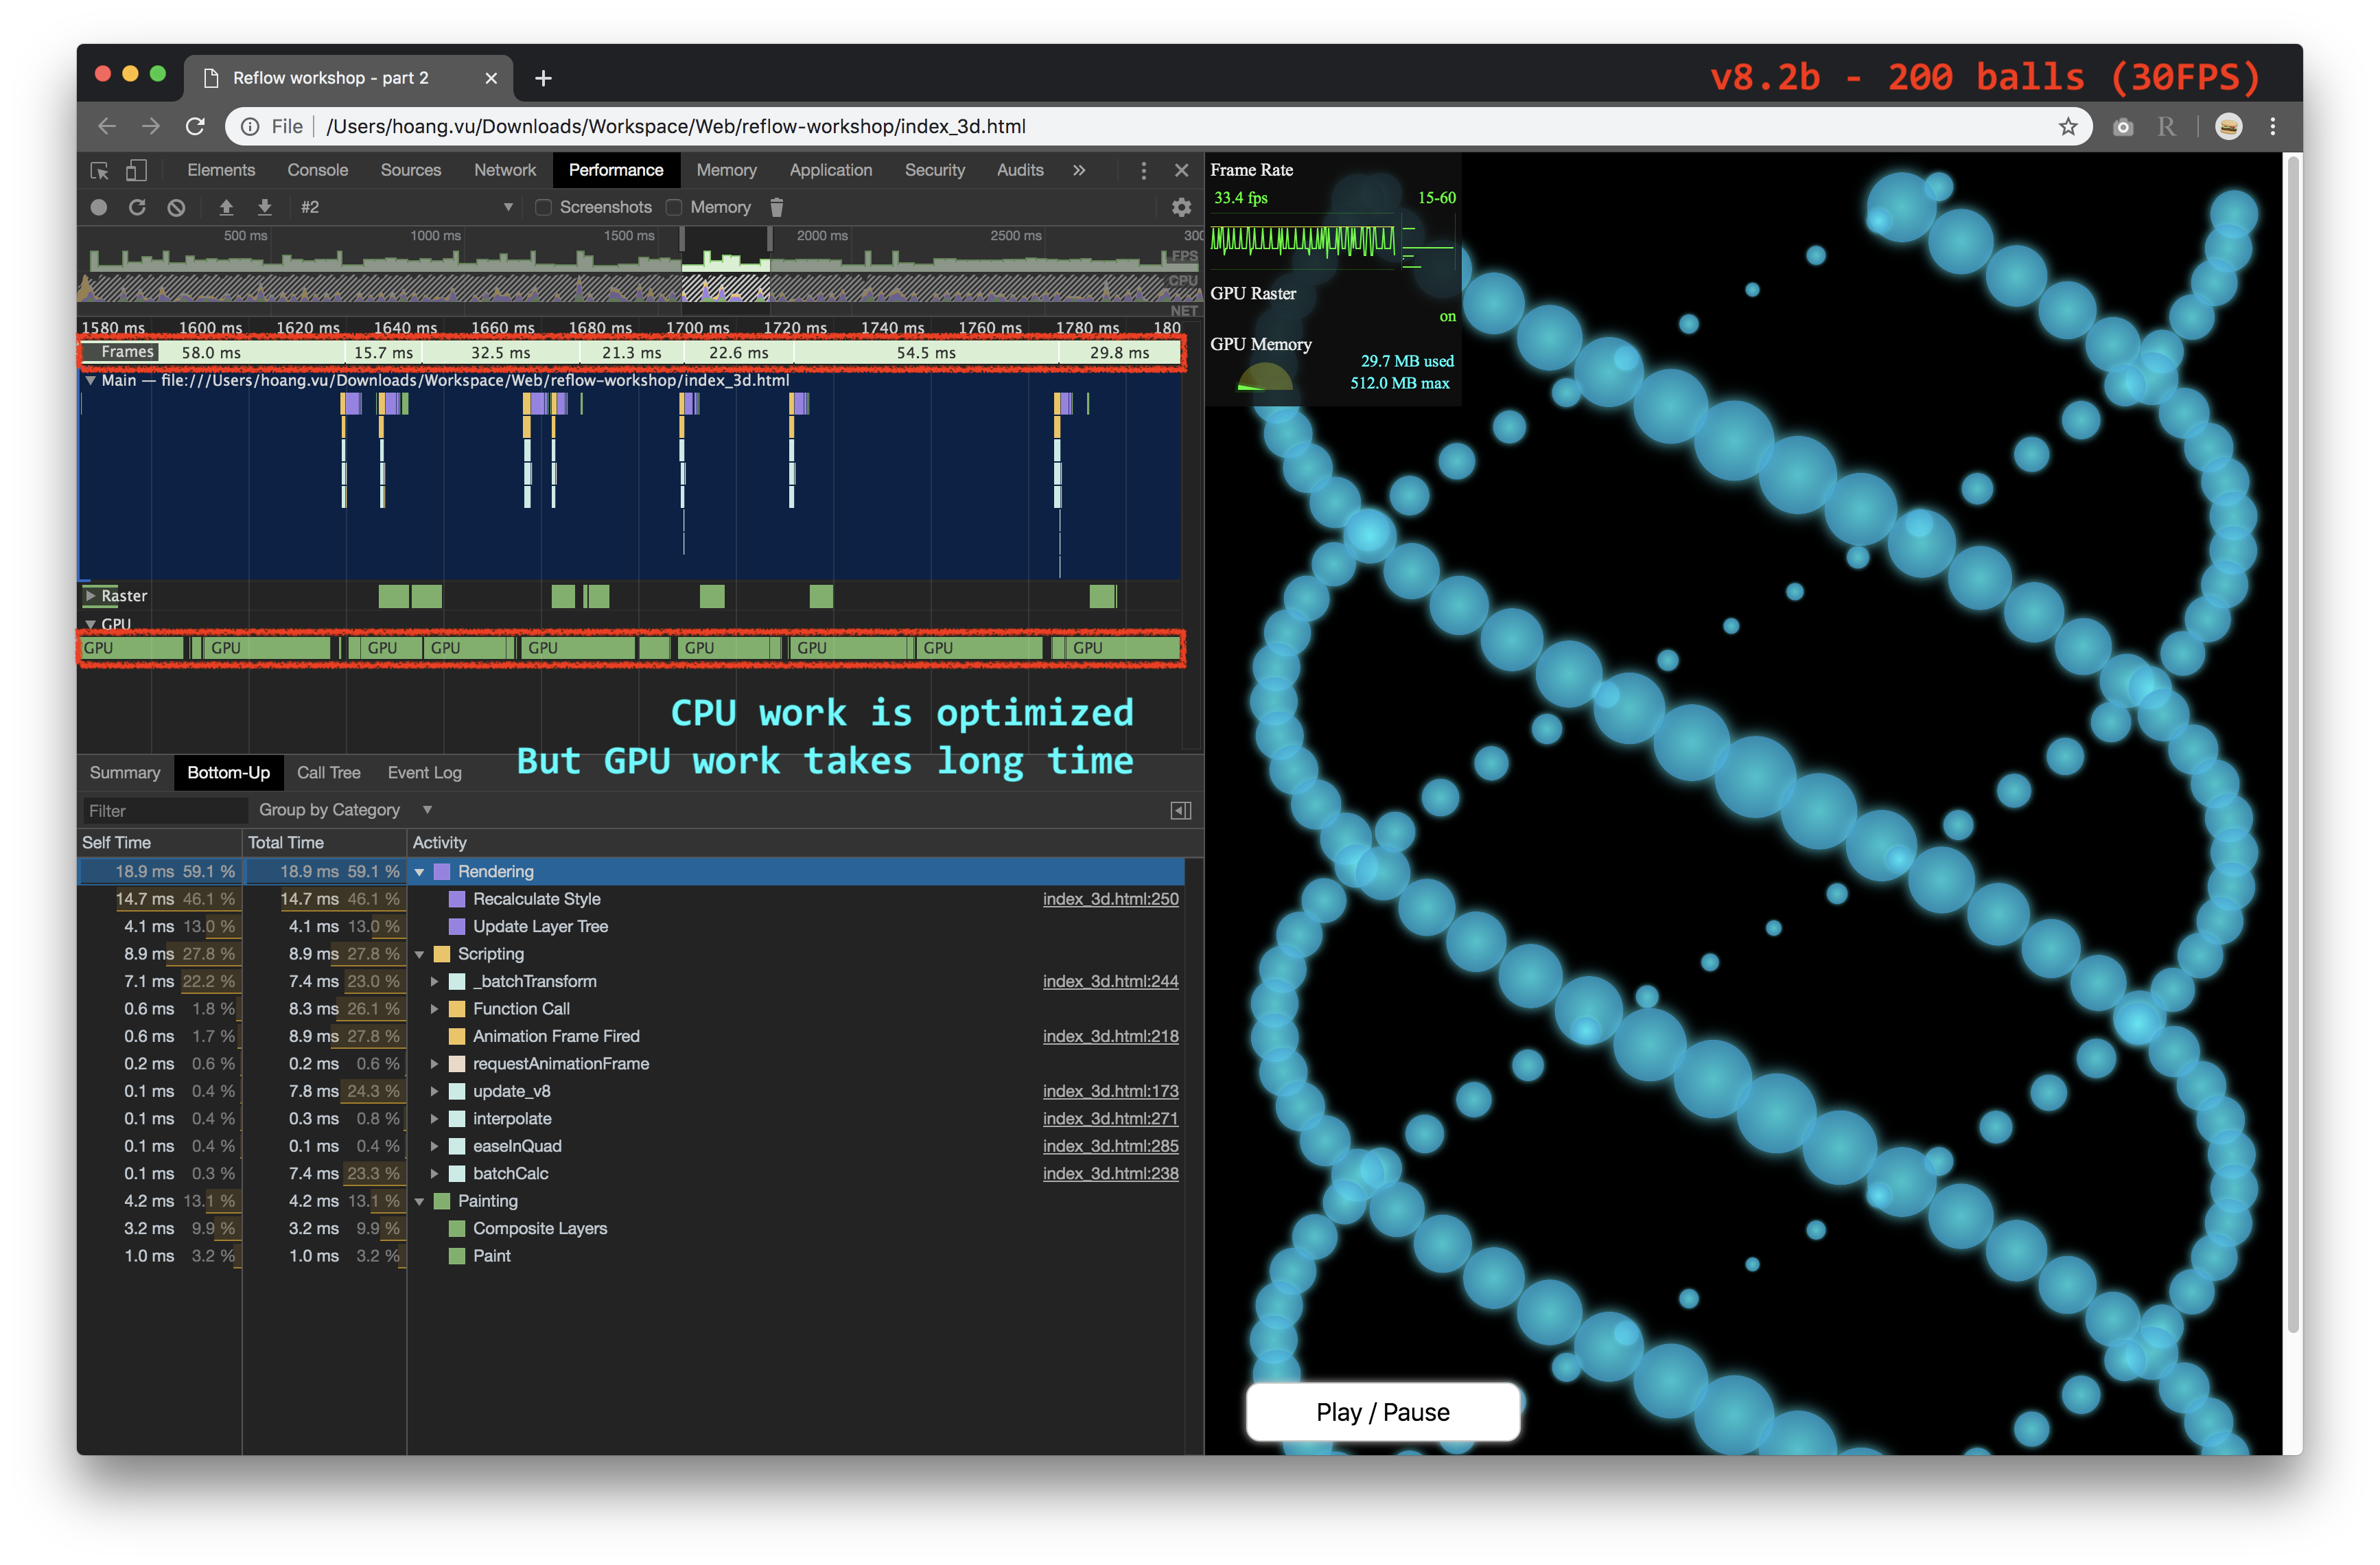 Reflow workshop - part 2
v8.2b - 200 balls (30FPS)
File /Users/hoang.vu/Downloads/Workspace/Web/reflow-workshop/index_3d.html
Elements Console Sources Network Performance Memory Application Security Audits
#2 Screenshots Memory
500 ms 1000 ms 1500 ms 2000 ms 2500 ms 300
FPS
CPU
NET
1580 ms 1600 ms 1620 ms 1640 ms 1660 ms 1680 ms 1700 ms 1720 ms 1740 ms 1760 ms 1780 ms 180
Frames 58.0 ms 15.7 ms 32.5 ms 21.3 ms 22.6 ms 54.5 ms 29.8 ms
Main — file:///Users/hoang.vu/Downloads/Workspace/Web/reflow-workshop/index_3d.html
Raster
GPU
GPU GPU GPU GPU GPU GPU GPU GPU GPU
CPU work is optimized
But GPU work takes long time
Summary Bottom-Up Call Tree Event Log
Filter Group by Category
Self Time Total Time Activity
18.9 ms 59.1 % 18.9 ms 59.1 % Rendering
14.7 ms 46.1 % 14.7 ms 46.1 % Recalculate Style index_3d.html:250
4.1 ms 13.0 % 4.1 ms 13.0 % Update Layer Tree
8.9 ms 27.8 % 8.9 ms 27.8 % Scripting
7.1 ms 22.2 % 7.4 ms 23.0 % _batchTransform index_3d.html:244
0.6 ms 1.8 % 8.3 ms 26.1 % Function Call
0.6 ms 1.7 % 8.9 ms 27.8 % Animation Frame Fired index_3d.html:218
0.2 ms 0.6 % 0.2 ms 0.6 % requestAnimationFrame
0.1 ms 0.4 % 7.8 ms 24.3 % update_v8 index_3d.html:173
0.1 ms 0.4 % 0.3 ms 0.8 % interpolate index_3d.html:271
0.1 ms 0.4 % 0.1 ms 0.4 % easeInQuad index_3d.html:285
0.1 ms 0.3 % 7.4 ms 23.3 % batchCalc index_3d.html:238
4.2 ms 13.1 % 4.2 ms 13.1 % Painting
3.2 ms 9.9 % 3.2 ms 9.9 % Composite Layers
1.0 ms 3.2 % 1.0 ms 3.2 % Paint
Frame Rate
33.4 fps 15-60
GPU Raster
on
GPU Memory
29.7 MB used
512.0 MB max
Play / Pause